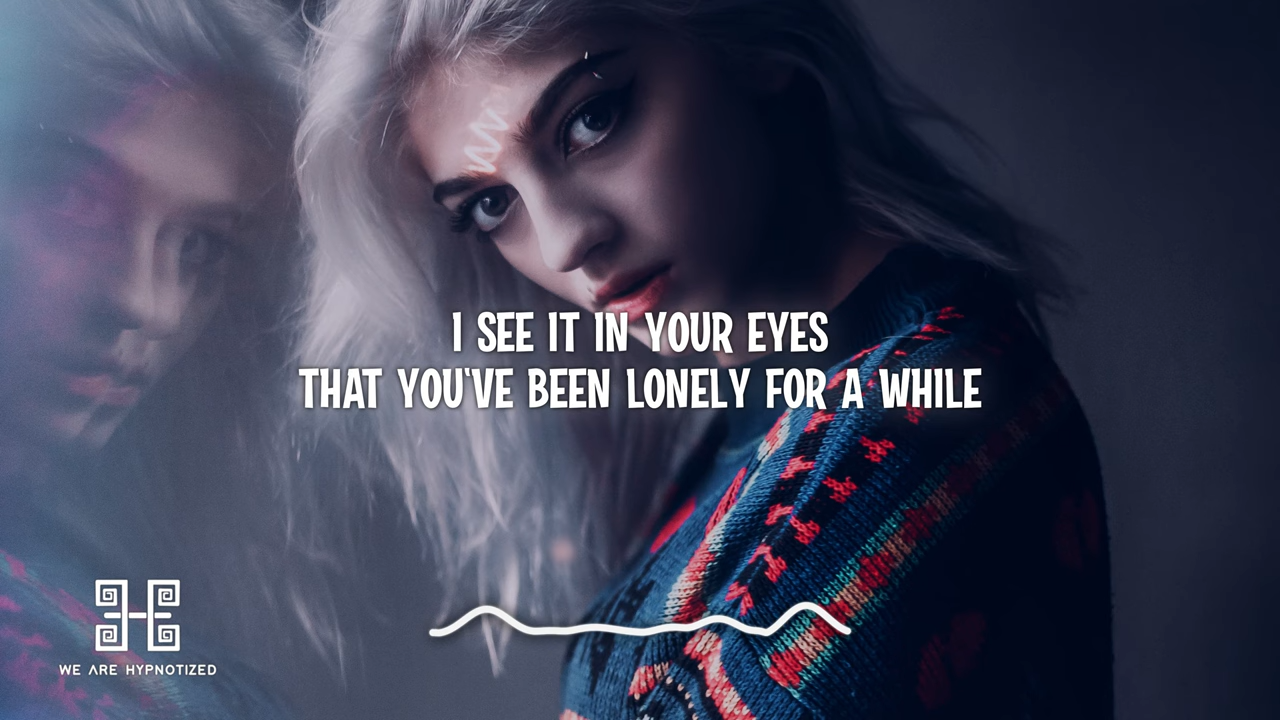 I SEE IT IN YOUR EYES
THAT YOU'VE BEEN LONELY FOR A WHILE
WE ARE HYPNOTIZED